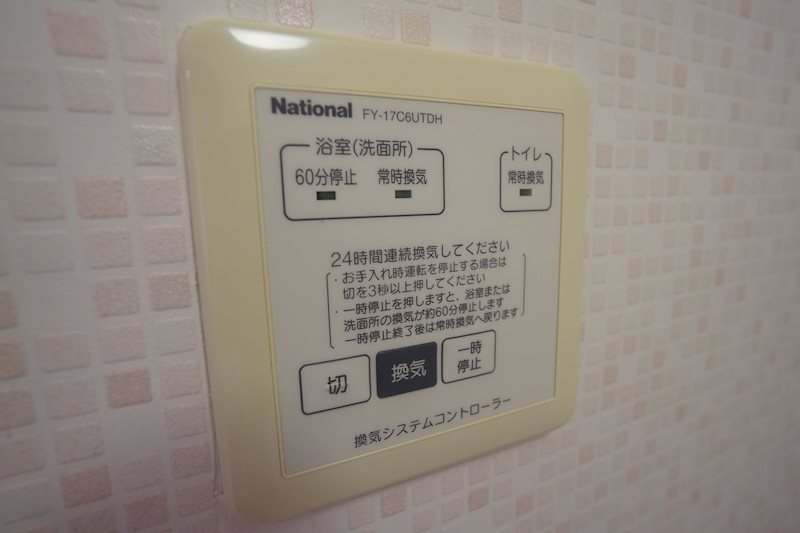 National FY-17C6UTDH
浴室(洗面所)
60分停止 常時換気
トイレ
常時換気
24時間連続換気してください
・お手入れ時運転を停止する場合は
切を3秒以上押してください
・一時停止を押しますと、浴室または
洗面所の換気が約60分停止します
一時停止終了後は常時換気へ戻ります
切
換気
一時
停止
換気システムコントローラー